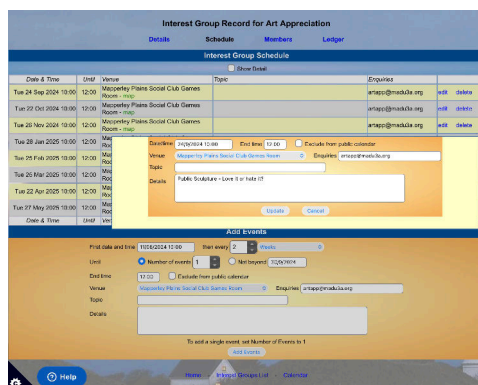 Interest Group Record for Art Appreciation
Details Schedule Members Ledger
Interest Group Schedule
Show Detail
Date & Time Until Venue Topic Enquiries
Tue 24 Sep 2024 10:00 12:00 Mapperley Plains Social Club Games Room - map artapp@madu3a.org edit delete
Tue 22 Oct 2024 10:00 12:00 Mapperley Plains Social Club Games Room - map artapp@madu3a.org edit delete
Tue 26 Nov 2024 10:00 12:00 Mapperley Plains Social Club Games Room - map artapp@madu3a.org edit delete
Tue 28 Jan 2025 10:00 12:00
Tue 25 Feb 2025 10:00 12:00
Tue 25 Mar 2025 10:00 12:00
Tue 22 Apr 2025 10:00 12:00
Tue 27 May 2025 10:00 12:00
Date/time 24/9/2024 10:00 End time 12:00 Exclude from public calendar
Venue Mapperley Plains Social Club Games Room Enquiries artapp@madu3a.org
Topic
Details Public Sculpture - Love it or hate it?
Update Cancel
Date & Time Until
Add Events
First date and time 11/08/2024 10:00 then every 2 Weeks
Until Number of events 1 Not beyond 30/9/2024
End time 12:00 Exclude from public calendar
Venue Mapperley Plains Social Club Games Room Enquiries artapp@madu3a.org
Topic
Details
To add a single event, set Number of Events to 1
Add Events
Help
Home - Interest Groups List - Calendar